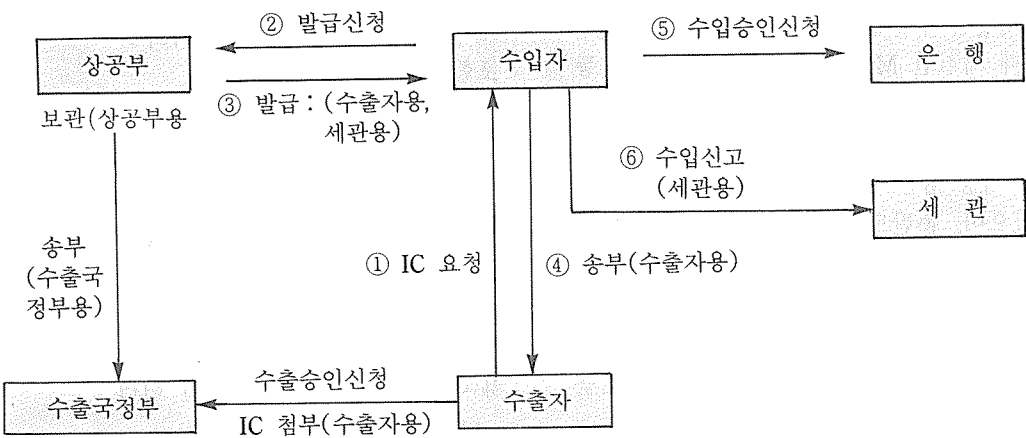 ② 발급신청
⑤ 수입승인신청
상공부
수입자
은 행
③ 발급 : (수출자용,
세관용)
보관(상공부용
⑥ 수입신고
(세관용)
세 관
송부
(수출국
정부용)
① IC 요청
④ 송부(수출자용)
수출승인신청
수출국정부
수출자
IC 첨부(수출자용)